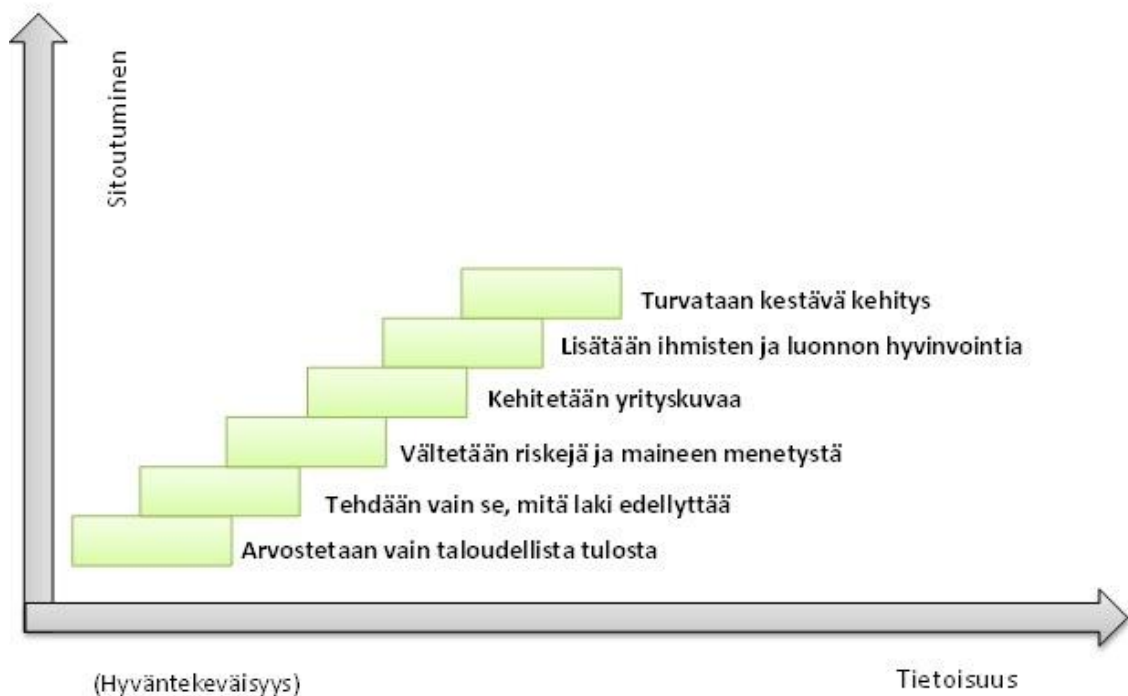 Sitoutuminen
Turvataan kestävä kehitys
Lisätään ihmisten ja luonnon hyvinvointia
Kehitetään yrityskuvaa
Vältetään riskejä ja maineen menetystä
Tehdään vain se, mitä laki edellyttää
Arvostetaan vain taloudellista tulosta
(Hyväntekeväisyys)
Tietoisuus